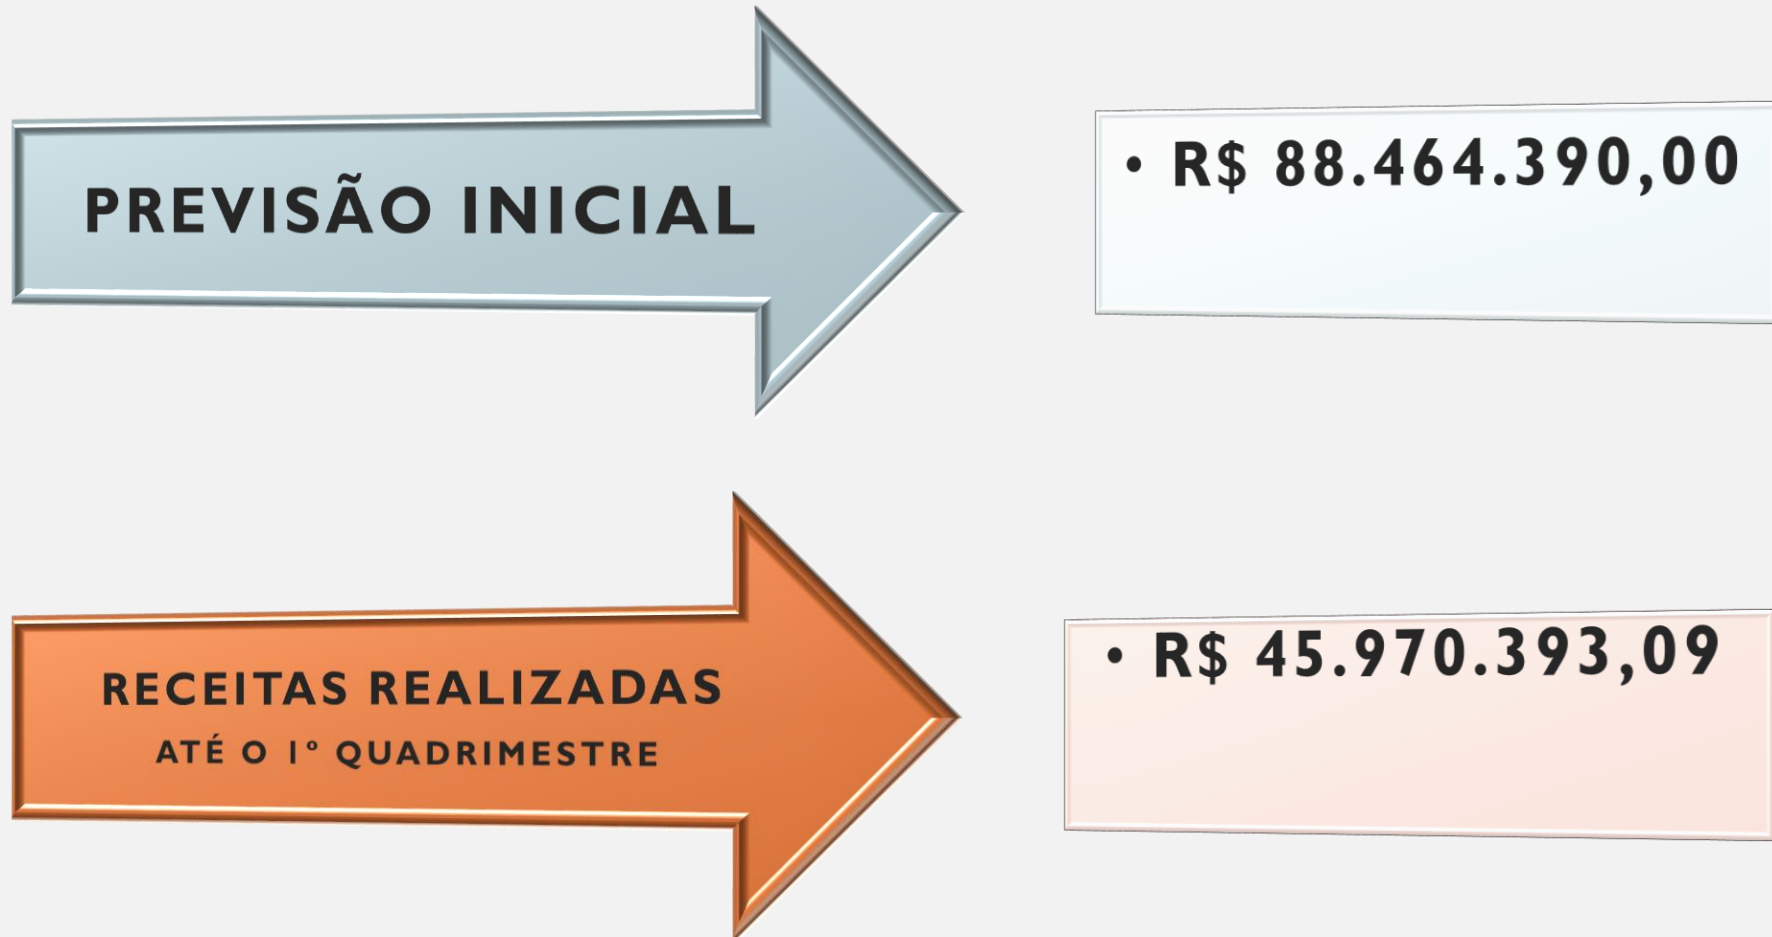 PREVISÃO INICIAL
• R$ 88.464.390,00
RECEITAS REALIZADAS
ATÉ O 1º QUADRIMESTRE
• R$ 45.970.393,09